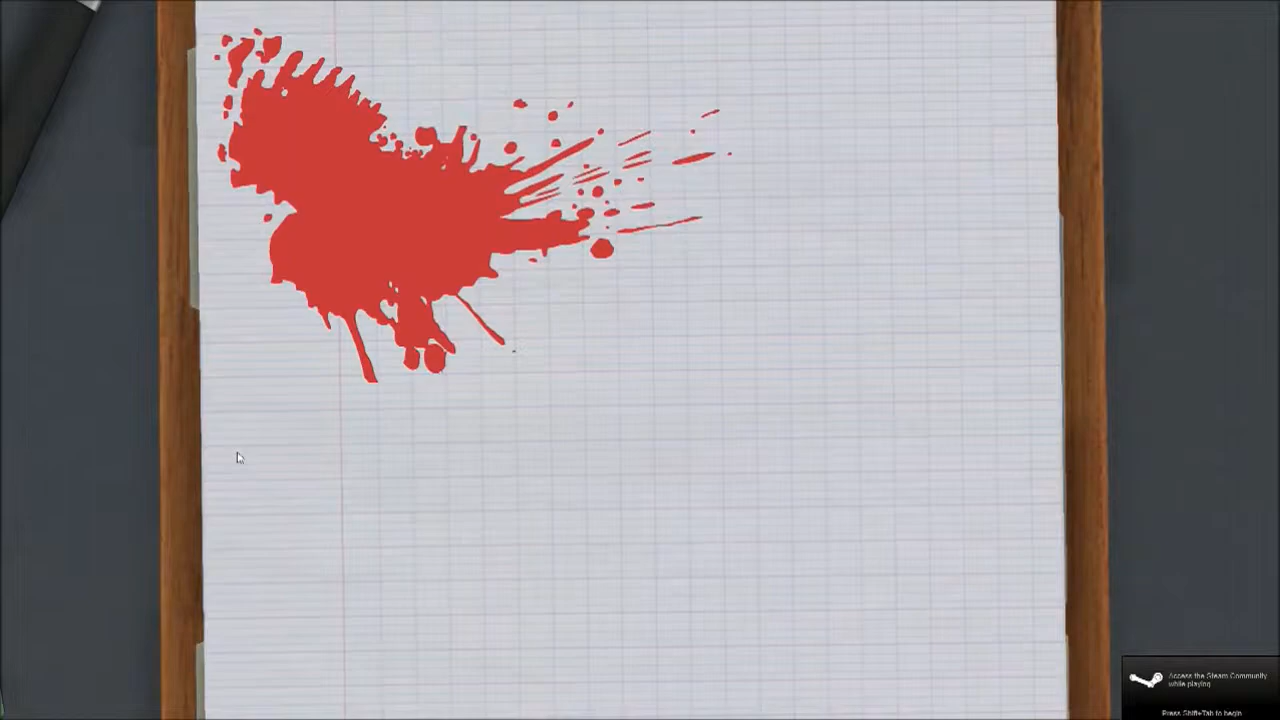 Access the Steam Community
while playing
Press Shift+Tab to begin